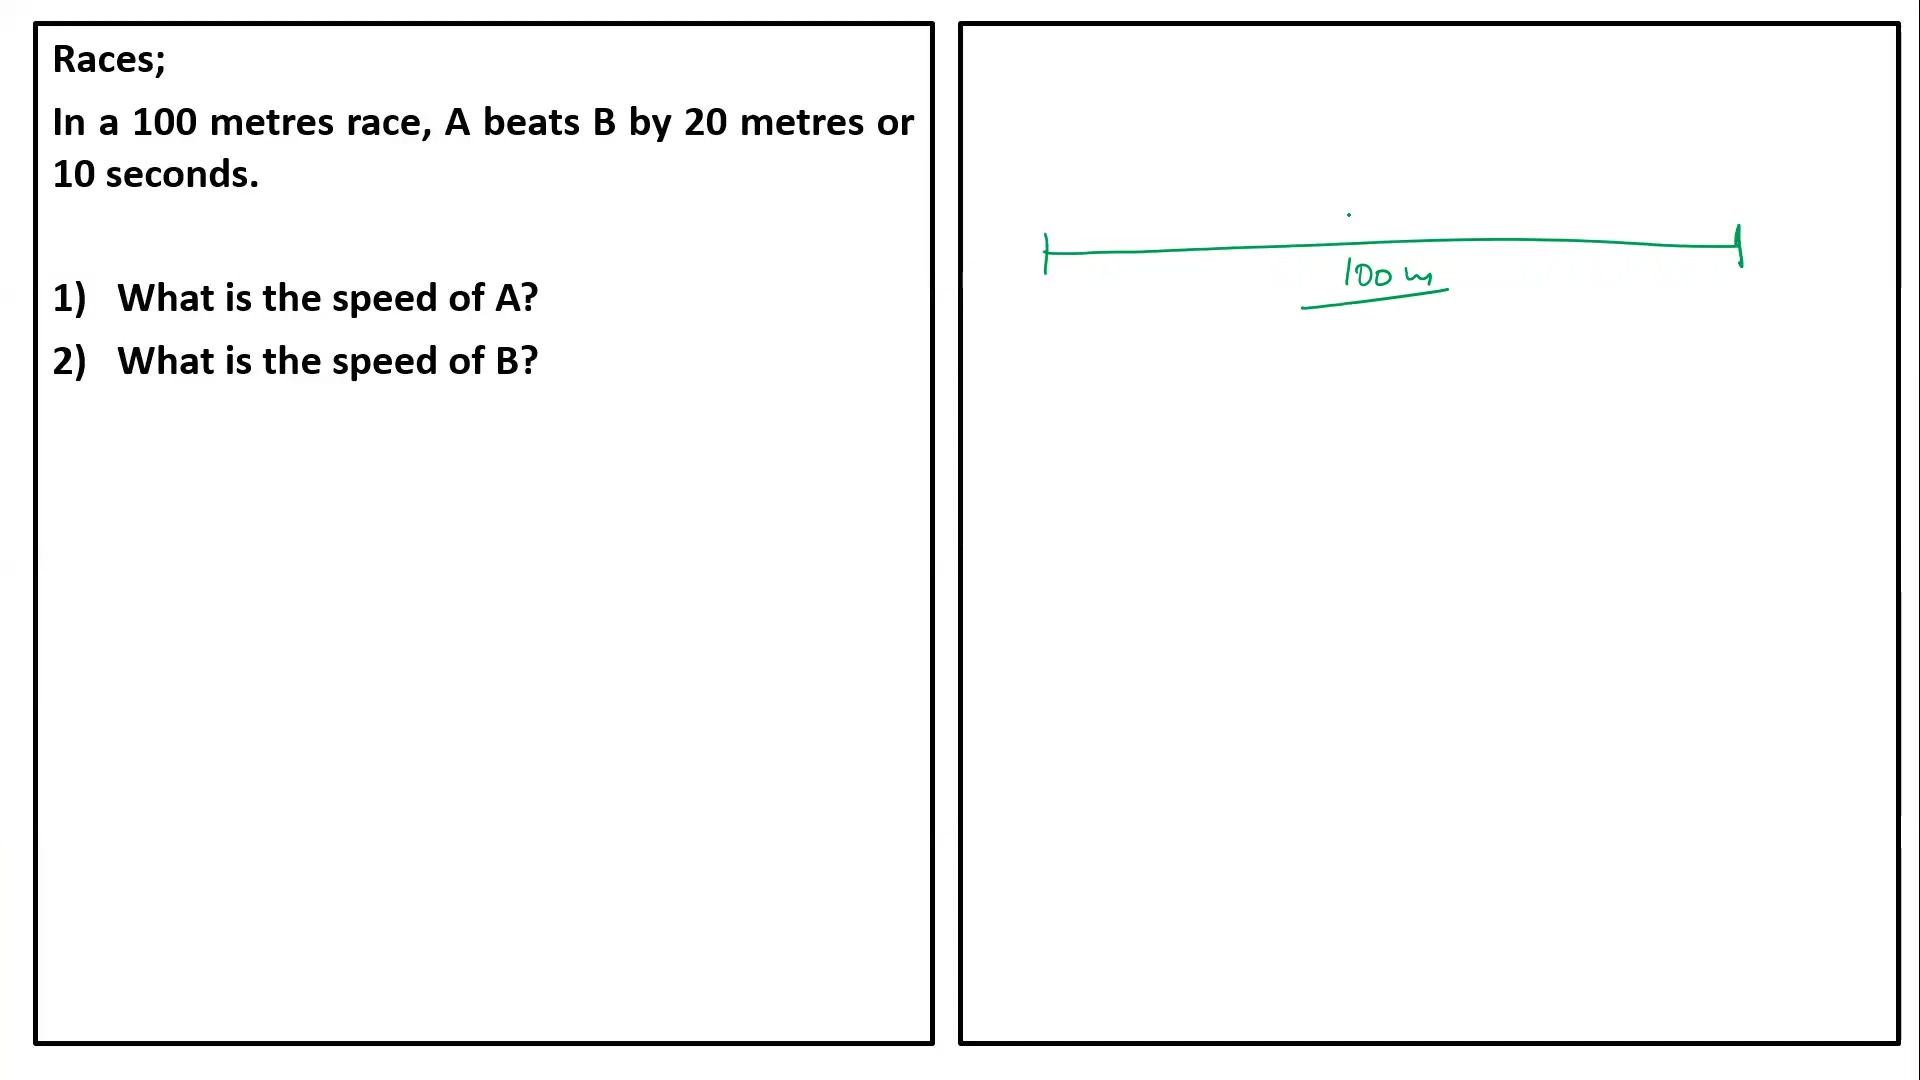 Races;
In a 100 metres race, A beats B by 20 metres or
10 seconds.
1) What is the speed of A?
2) What is the speed of B?
100 m